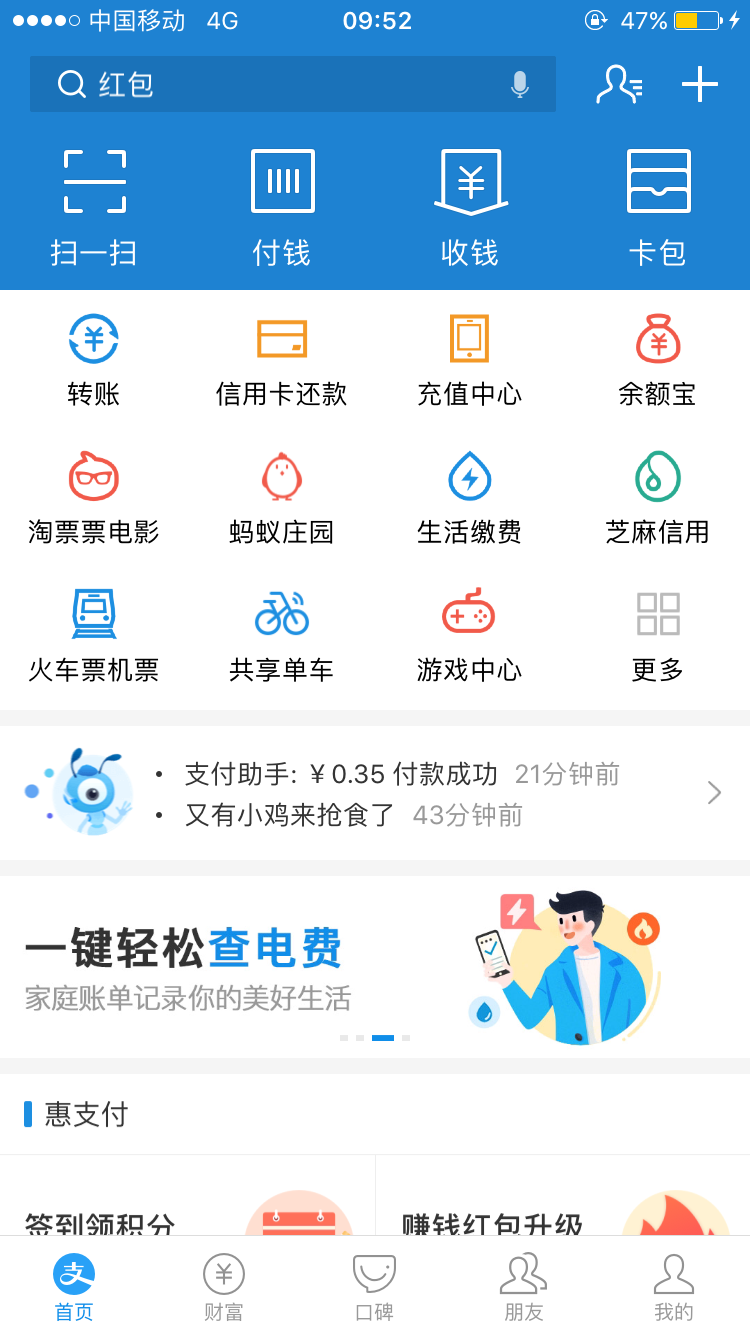 中国移动 4G 09:52 47%
红包
扫一扫 付钱 收钱 卡包
转账 信用卡还款 充值中心 余额宝
淘票票电影 蚂蚁庄园 生活缴费 芝麻信用
火车票机票 共享单车 游戏中心 更多
• 支付助手: ¥0.35 付款成功 21分钟前
• 又有小鸡来抢食了 43分钟前
一键轻松查电费
家庭账单记录你的美好生活
惠支付
签到领积分 赚钱红包升级
首页 财富 口碑 朋友 我的